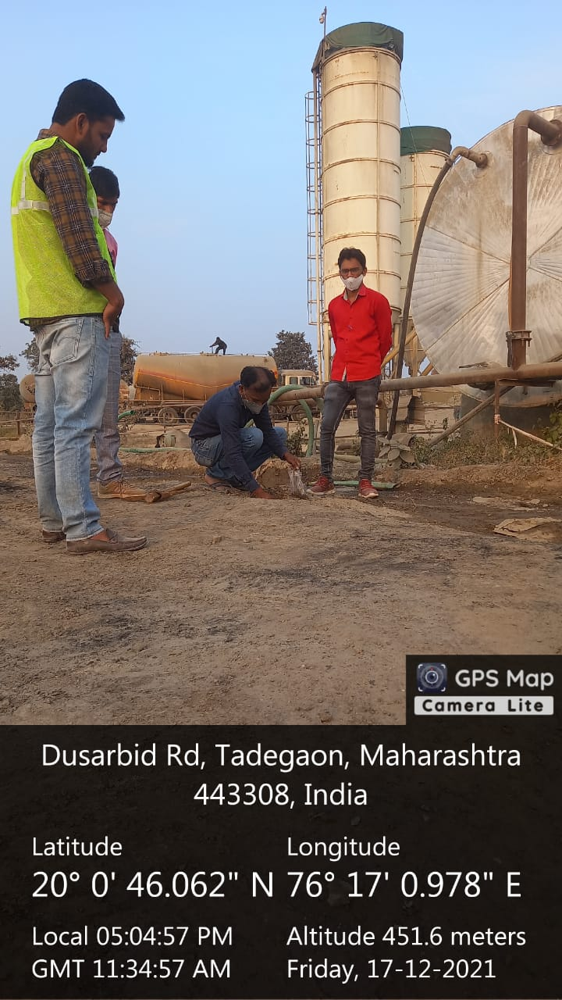 GPS Map
Camera Lite
Dusarbid Rd, Tadegaon, Maharashtra
443308, India
Latitude
20° 0' 46.062" N
Longitude
76° 17' 0.978" E
Local 05:04:57 PM
GMT 11:34:57 AM
Altitude 451.6 meters
Friday, 17-12-2021